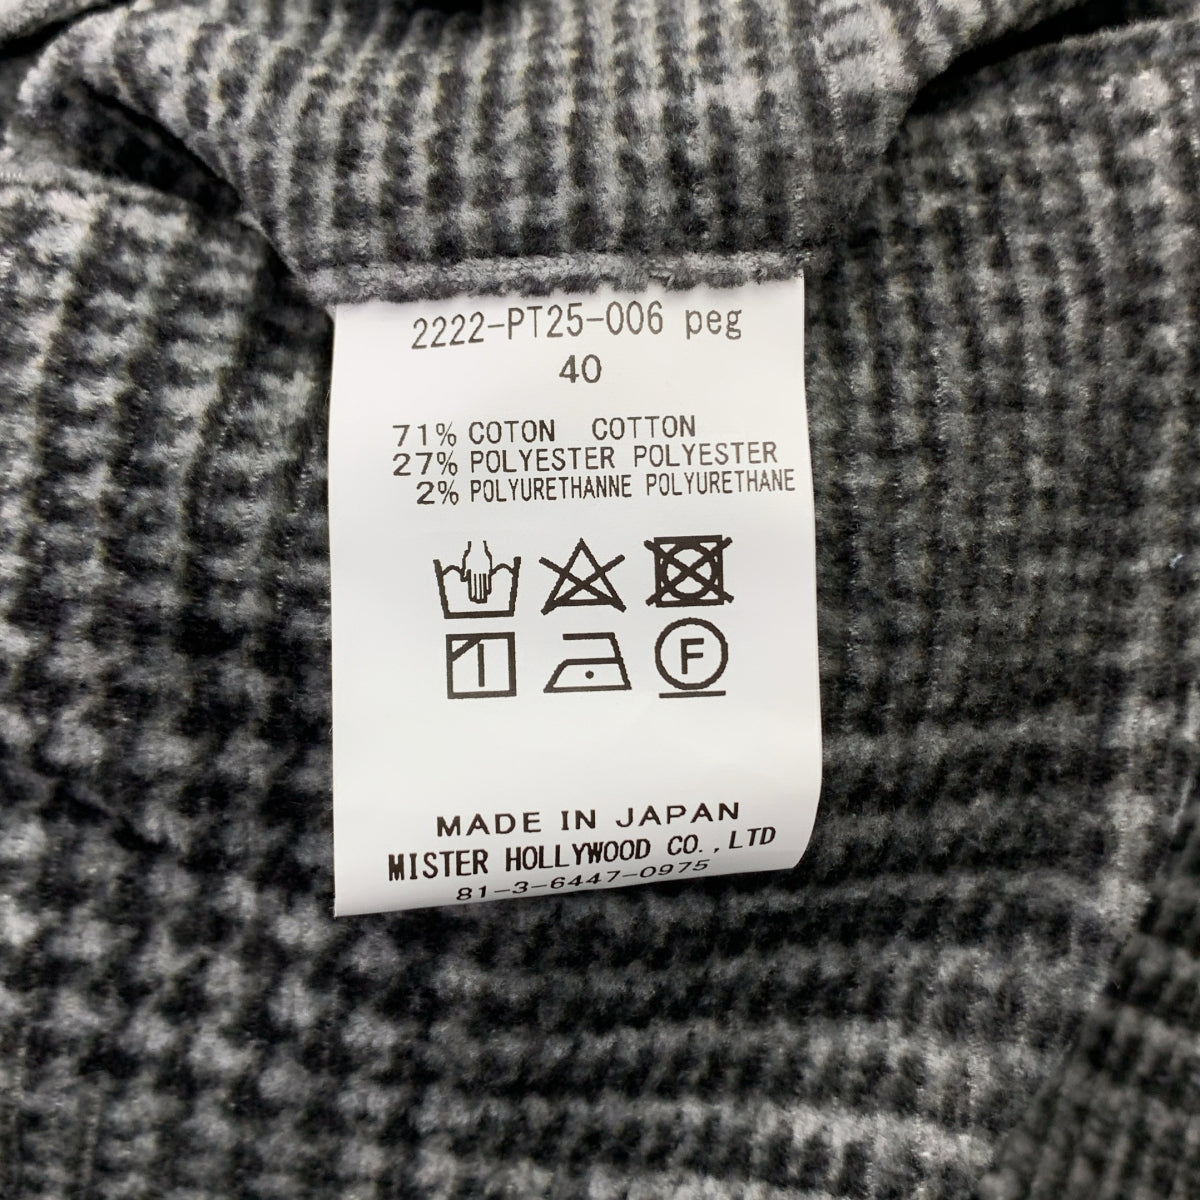 2222-PT25-006 peg
40
71% COTON COTTON
27% POLYESTER POLYESTER
2% POLYURETHANNE POLYURETHANE
F
MADE IN JAPAN
MISTER HOLLYWOOD CO.,LTD
81-3-6447-0975